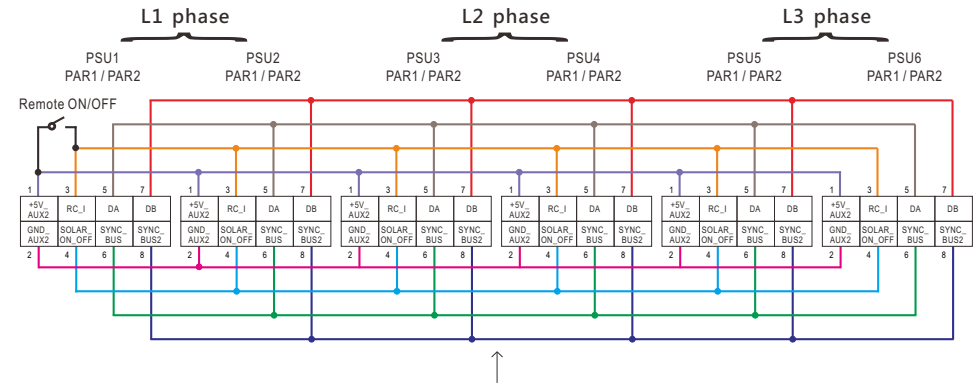 L1 phase L2 phase L3 phase
PSU1 PSU2 PSU3 PSU4 PSU5 PSU6
PAR1 / PAR2 PAR1 / PAR2 PAR1 / PAR2 PAR1 / PAR2 PAR1 / PAR2 PAR1 / PAR2
Remote ON/OFF
1 3 5 7 1 3 5 7 1 3 5 7 1 3 5 7 1 3 5 7 1 3 5 7
+5V_ RC_I DA DB +5V_ RC_I DA DB +5V_ RC_I DA DB +5V_ RC_I DA DB +5V_ RC_I DA DB +5V_ RC_I DA DB
AUX2 AUX2 AUX2 AUX2 AUX2 AUX2
GND_ SOLAR_ SYNC_ SYNC_ GND_ SOLAR_ SYNC_ SYNC_ GND_ SOLAR_ SYNC_ SYNC_ GND_ SOLAR_ SYNC_ SYNC_ GND_ SOLAR_ SYNC_ SYNC_ GND_ SOLAR_ SYNC_ SYNC_
AUX2 ON_OFF BUS BUS2 AUX2 ON_OFF BUS BUS2 AUX2 ON_OFF BUS BUS2 AUX2 ON_OFF BUS BUS2 AUX2 ON_OFF BUS BUS2 AUX2 ON_OFF BUS BUS2
2 4 6 8 2 4 6 8 2 4 6 8 2 4 6 8 2 4 6 8 2 4 6 8